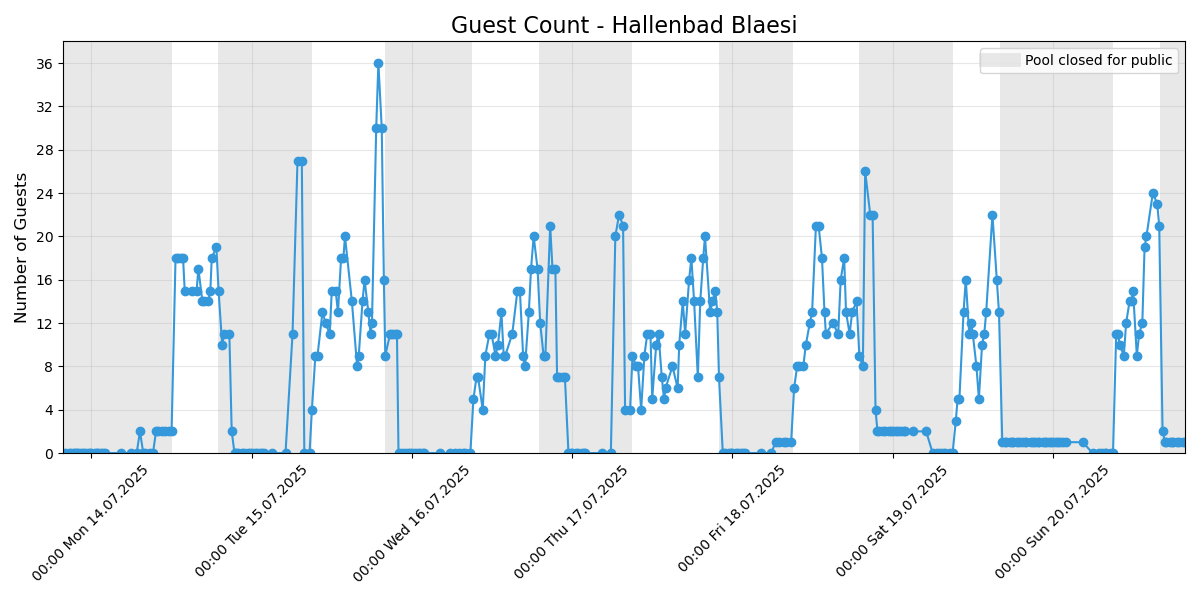 Guest Count - Hallenbad Blaesi
Pool closed for public
Number of Guests
36
32
28
24
20
16
12
8
4
0
00:00 Mon 14.07.2025
00:00 Tue 15.07.2025
00:00 Wed 16.07.2025
00:00 Thu 17.07.2025
00:00 Fri 18.07.2025
00:00 Sat 19.07.2025
00:00 Sun 20.07.2025